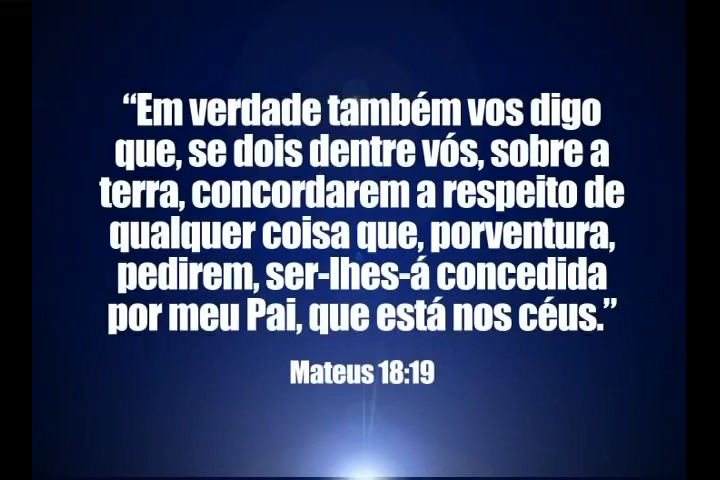 “Em verdade também vos digo
que, se dois dentre vós, sobre a
terra, concordarem a respeito de
qualquer coisa que, porventura,
pedirem, ser-lhes-á concedida
por meu Pai, que está nos céus.”
Mateus 18:19